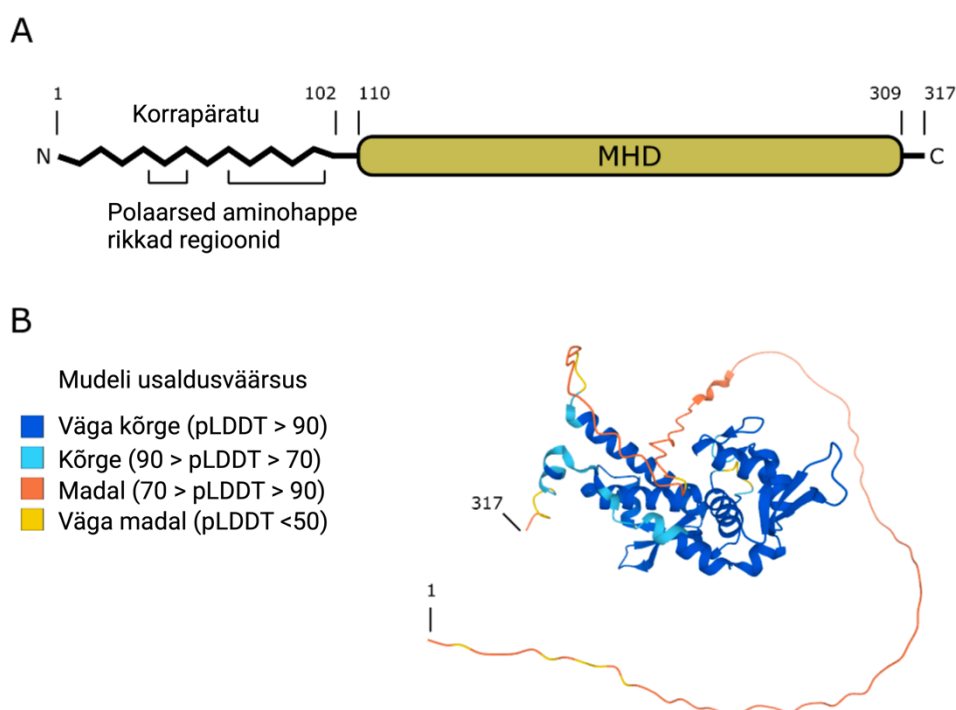 A
1
102
110
309
317
Korrapäratu
N
MHD
C
Polaarsed aminohappe
rikkad regioonid
B
Mudeli usaldusväärsus
Väga kõrge (pLDDT > 90)
Kõrge (90 > pLDDT > 70)
Madal (70 > pLDDT > 90)
Väga madal (pLDDT <50)
317
1